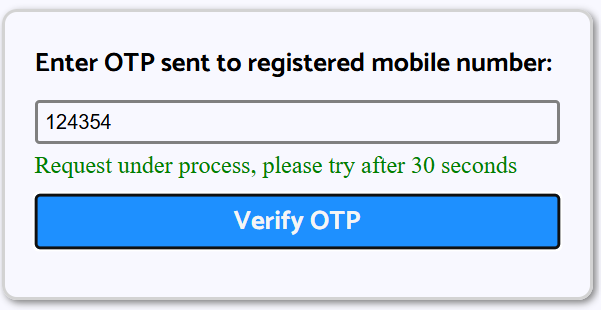 Enter OTP sent to registered mobile number:
124354
Request under process, please try after 30 seconds
Verify OTP